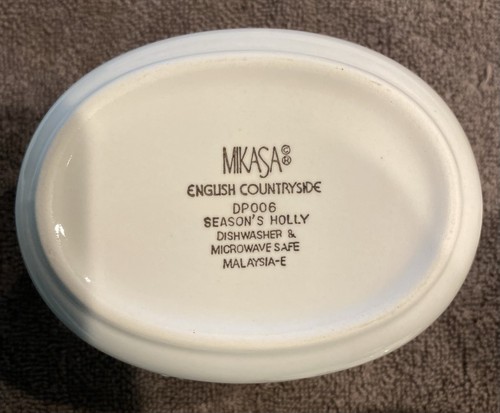 MIKASA©®
ENGLISH COUNTRYSIDE
DP006
SEASON'S HOLLY
DISHWASHER &
MICROWAVE SAFE
MALAYSIA-E